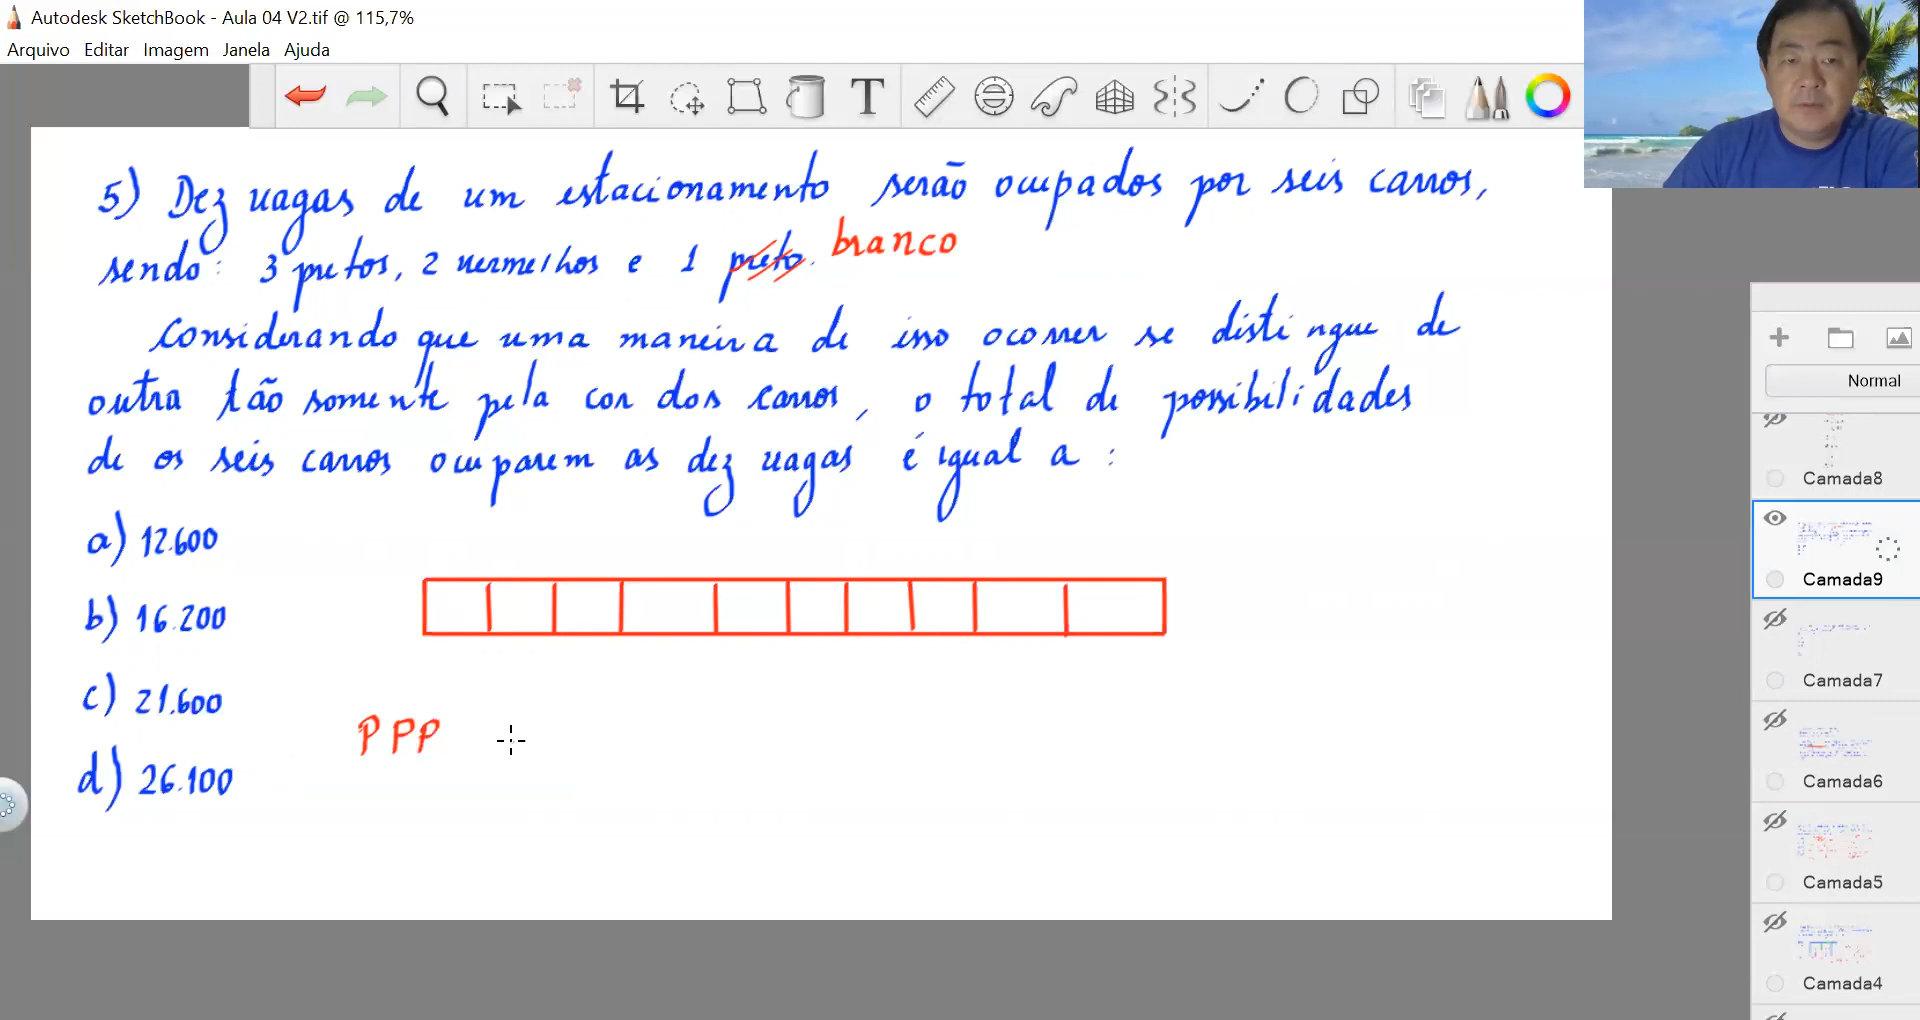 Autodesk SketchBook - Aula 04 V2.tif @ 115,7%
Arquivo Editar Imagem Janela Ajuda
5) Dez vagas de um estacionamento serão ocupados por seis carros,
sendo: 3 pretos, 2 vermelhos e 1 preto. branco
Considerando que uma maneira de isso ocorrer se distingue de
outra tão somente pela cor dos carros, o total de possibilidades
de os seis carros ocuparem as dez vagas é igual a:
a) 12.600
b) 16.200
c) 21.600
d) 26.100
P P P
Normal
Camada8
Camada9
Camada7
Camada6
Camada5
Camada4